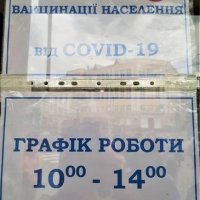 ВАКЦИНАЦІЇ НАСЕЛЕННЯ
ВІД COVID-19
ГРАФІК РОБОТИ
10⁰⁰ - 14⁰⁰